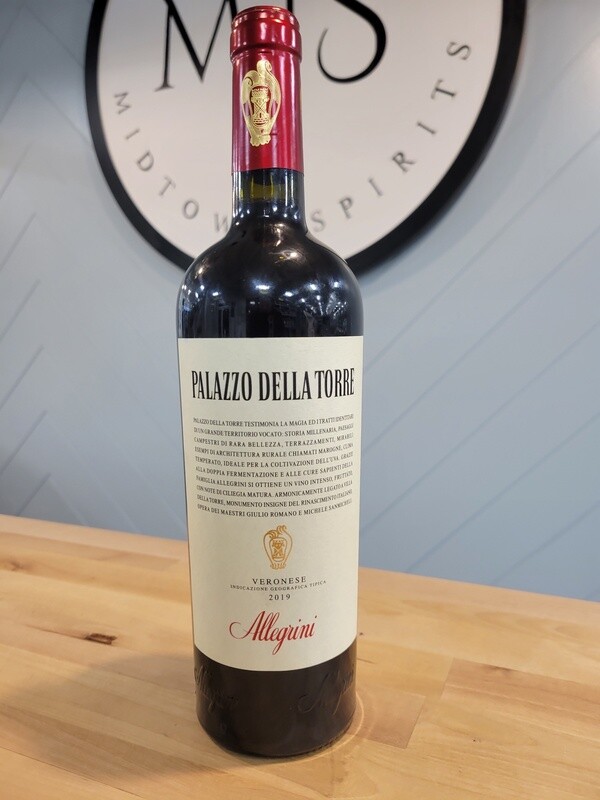 MTS
MIDTOWN SPIRITS
PALAZZO DELLA TORRE
PALAZZO DELLA TORRE TESTIMONIA LA MAGIA ED I TRATTI IDENTITARI
DI UN GRANDE TERRITORIO VOCATO: STORIA MILLENARIA, PAESAGGI
CAMPESTRI DI RARA BELLEZZA, TERRAZZAMENTI, MIRABILI
ESEMPI DI ARCHITETTURA RURALE CHIAMATI MAROGNE, CLIMA
TEMPERATO, IDEALE PER LA COLTIVAZIONE DELL'UVA. GRAZIE
ALLA DOPPIA FERMENTAZIONE E ALLE CURE SAPIENTI DELLA
FAMIGLIA ALLEGRINI SI OTTIENE UN VINO INTENSO, FRUTTATO,
CON NOTE DI CILIEGIA MATURA. ARMONICAMENTE LEGATO A VILLA
DELLA TORRE, MONUMENTO INSIGNE DEL RINASCIMENTO ITALIANO,
OPERA DEI MAESTRI GIULIO ROMANO E MICHELE SANMICHELI
VERONESE
INDICAZIONE GEOGRAFICA TIPICA
2019
Allegrini